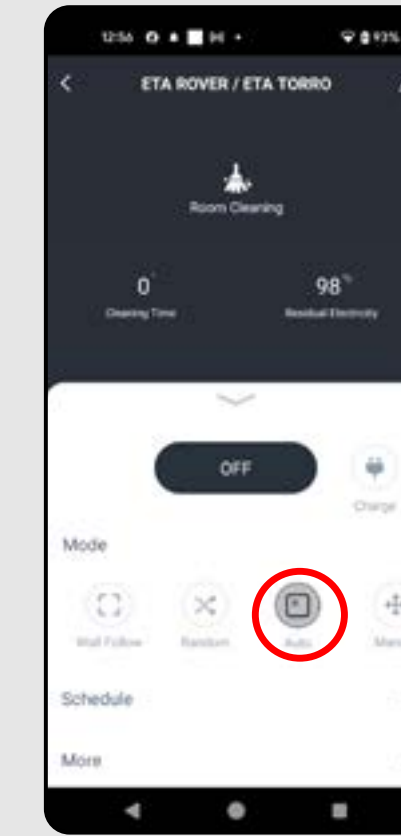 12:56 93%
ETA ROVER / ETA TORRO
Room Cleaning
0'
98%
Cleaning Time
Residual Electricity
OFF
Charge
Mode
Wall Follow
Random
Auto
Schedule
More